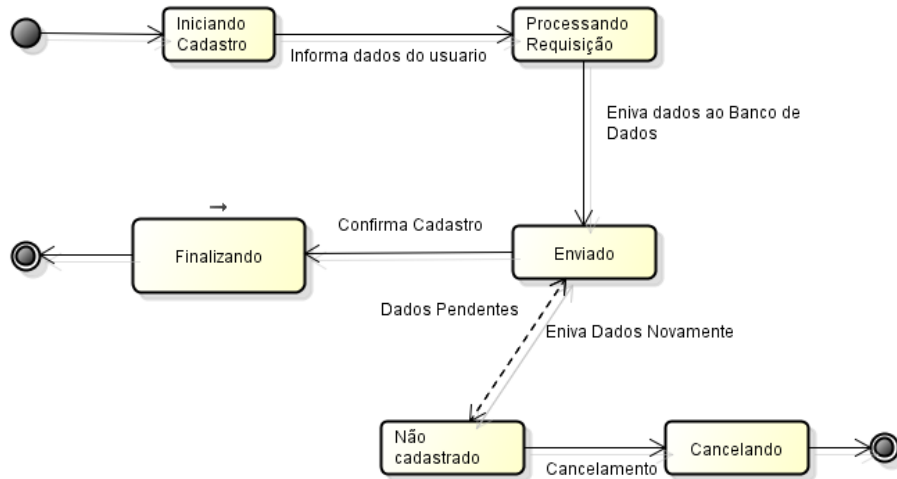 Iniciando
Cadastro
Informa dados do usuario
Processando
Requisição
Eniva dados ao Banco de
Dados
Confirma Cadastro
Finalizando
Enviado
Dados Pendentes
Eniva Dados Novamente
Não
cadastrado
Cancelamento
Cancelando